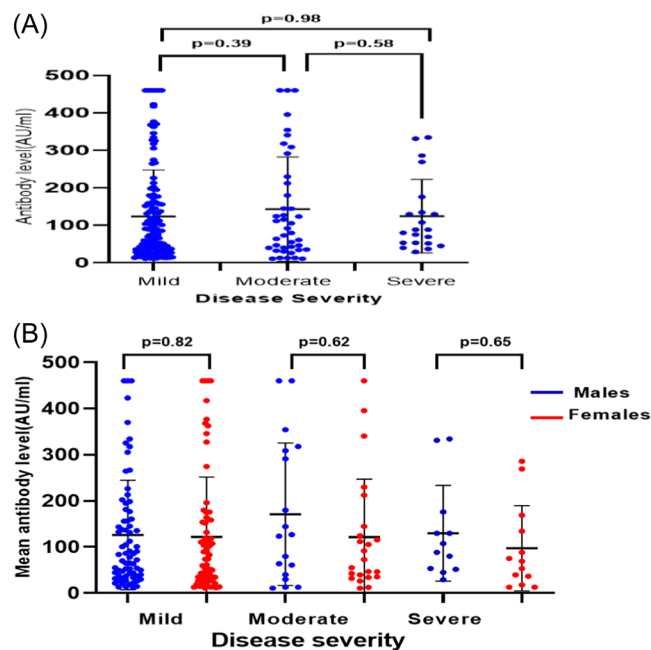 (A)
p=0.98
p=0.39 p=0.58
500
400
300
200
100
0
Antibody level(AU/ml)
Mild Moderate Severe
Disease Severity
(B)
p=0.82 p=0.62 p=0.65
500
400
300
200
100
0
Mean antibody level(AU/ml)
Males
Females
Mild Moderate Severe
Disease severity